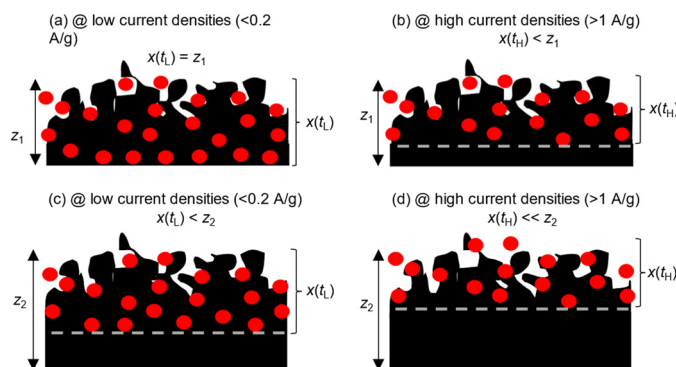 (a) @ low current densities (<0.2
A/g)
x(tL) = z1
z1
x(tL)
(b) @ high current densities (>1 A/g)
x(tH) < z1
z1
x(tH)
(c) @ low current densities (<0.2 A/g)
x(tL) < z2
z2
x(tL)
(d) @ high current densities (>1 A/g)
x(tH) << z2
z2
x(tH)